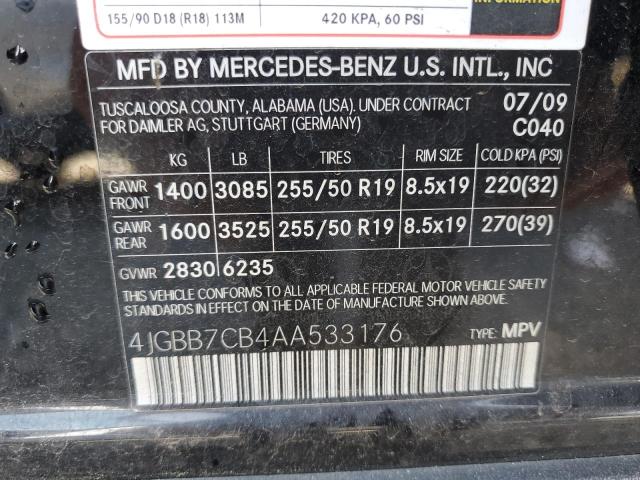 155/90 D18 (R18) 113M 420 KPA, 60 PSI INFORMATION
MFD BY MERCEDES-BENZ U.S. INTL., INC
TUSCALOOSA COUNTY, ALABAMA (USA). UNDER CONTRACT 07/09
FOR DAIMLER AG, STUTTGART (GERMANY) C040
KG LB TIRES RIM SIZE COLD KPA (PSI)
GAWR FRONT 1400 3085 255/50 R19 8.5x19 220(32)
GAWR REAR 1600 3525 255/50 R19 8.5x19 270(39)
GVWR 2830 6235
THIS VEHICLE CONFORMS TO ALL APPLICABLE FEDERAL MOTOR VEHICLE SAFETY
STANDARDS IN EFFECT ON THE DATE OF MANUFACTURE SHOWN ABOVE.
4JGBB7CB4AA533176 TYPE: MPV